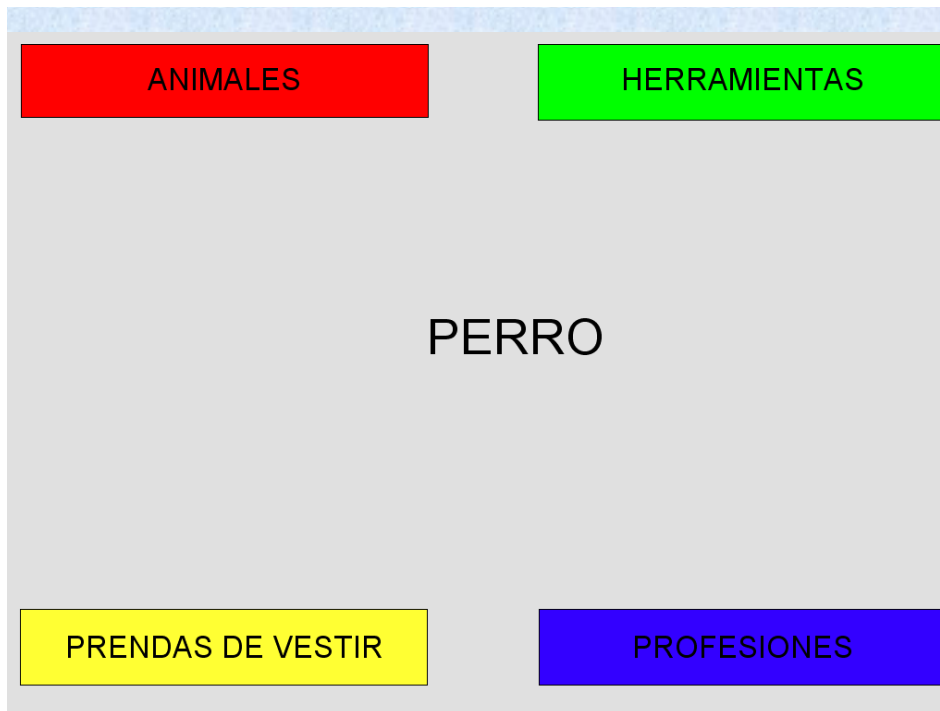 ANIMALES
HERRAMIENTAS
PERRO
PRENDAS DE VESTIR
PROFESIONES